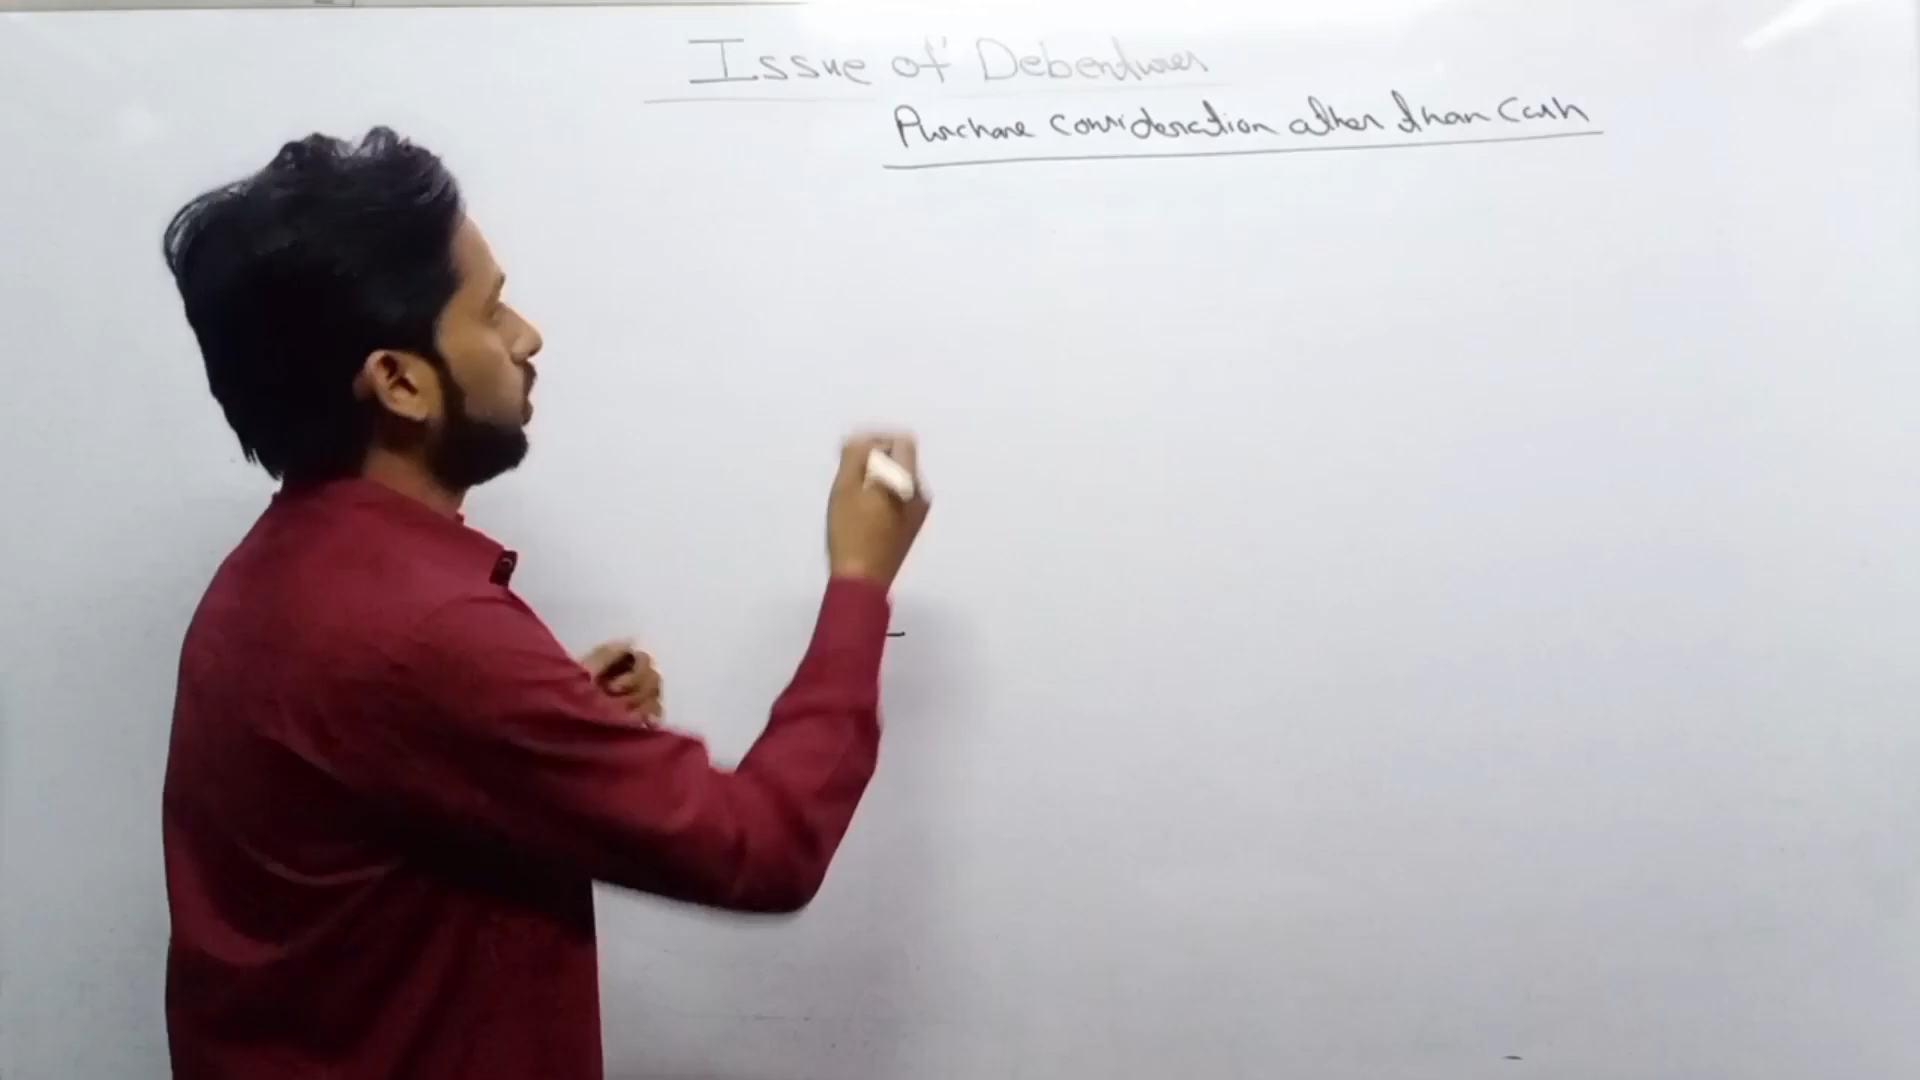 Issue of Debentures
Purchase consideration other than Cash